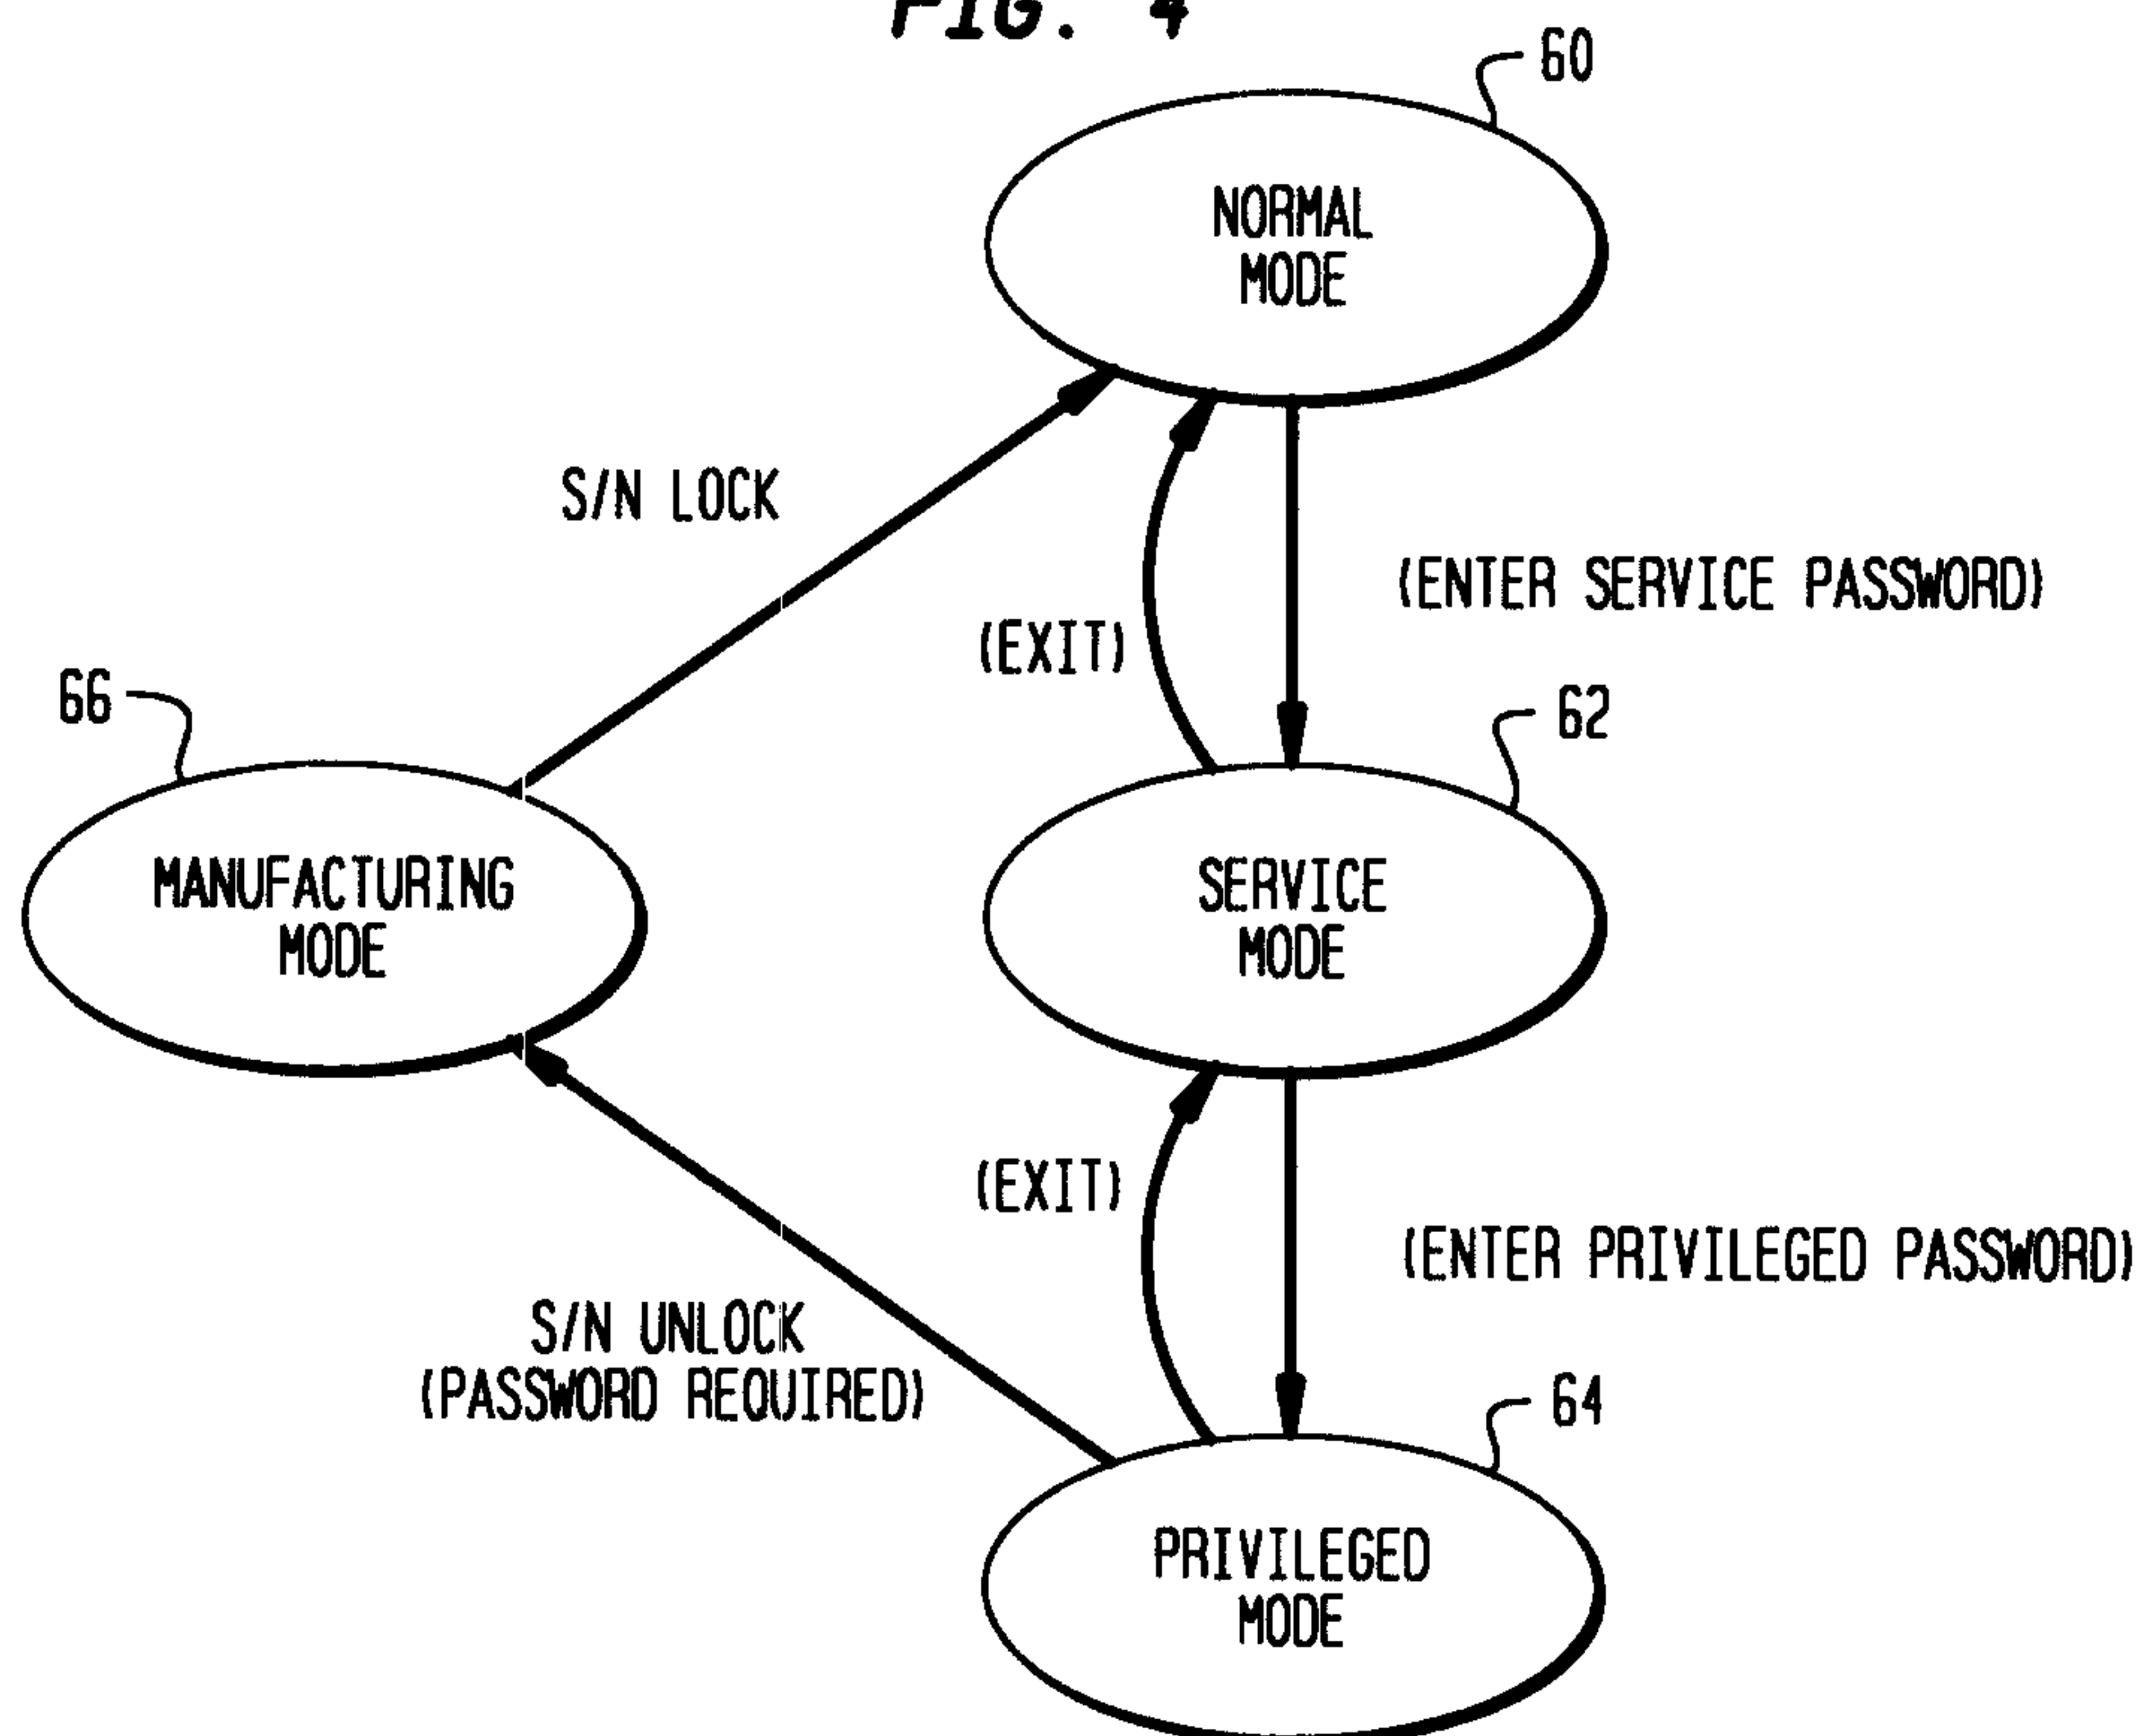 FIG. 4
60
NORMAL
MODE
S/N LOCK
(ENTER SERVICE PASSWORD)
(EXIT)
66
62
MANUFACTURING
MODE
SERVICE
MODE
(EXIT)
(ENTER PRIVILEGED PASSWORD)
S/N UNLOCK
(PASSWORD REQUIRED)
64
PRIVILEGED
MODE